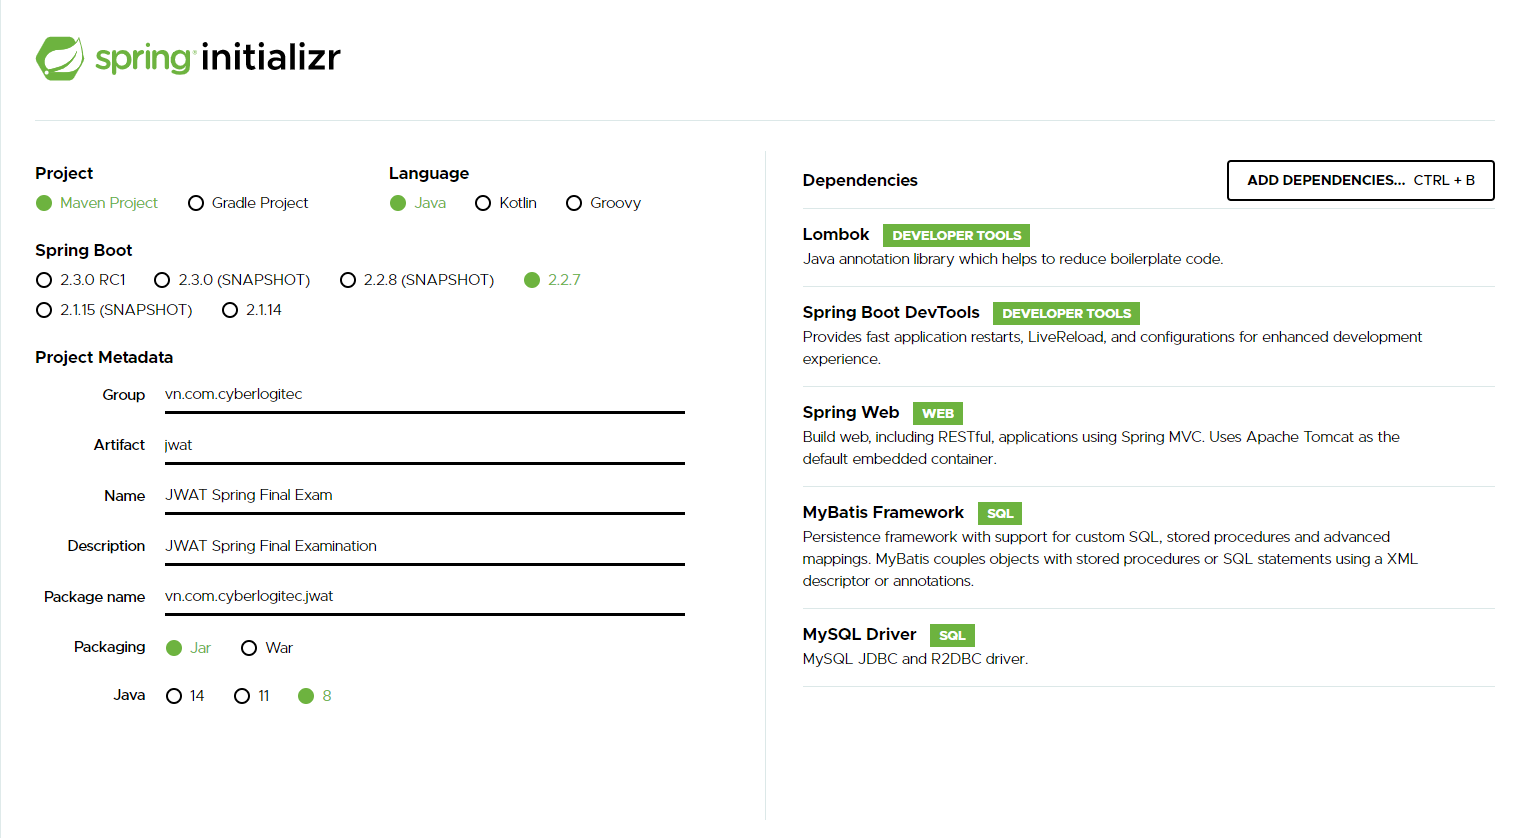 spring initializr
Project
Maven Project Gradle Project
Language
Java Kotlin Groovy
Spring Boot
2.3.0 RC1 2.3.0 (SNAPSHOT) 2.2.8 (SNAPSHOT) 2.2.7
2.1.15 (SNAPSHOT) 2.1.14
Project Metadata
Group vn.com.cyberlogitec
Artifact jwat
Name JWAT Spring Final Exam
Description JWAT Spring Final Examination
Package name vn.com.cyberlogitec.jwat
Packaging Jar War
Java 14 11 8
Dependencies ADD DEPENDENCIES... CTRL + B
Lombok DEVELOPER TOOLS
Java annotation library which helps to reduce boilerplate code.
Spring Boot DevTools DEVELOPER TOOLS
Provides fast application restarts, LiveReload, and configurations for enhanced development
experience.
Spring Web WEB
Build web, including RESTful, applications using Spring MVC. Uses Apache Tomcat as the
default embedded container.
MyBatis Framework SQL
Persistence framework with support for custom SQL, stored procedures and advanced
mappings. MyBatis couples objects with stored procedures or SQL statements using a XML
descriptor or annotations.
MySQL Driver SQL
MySQL JDBC and R2DBC driver.